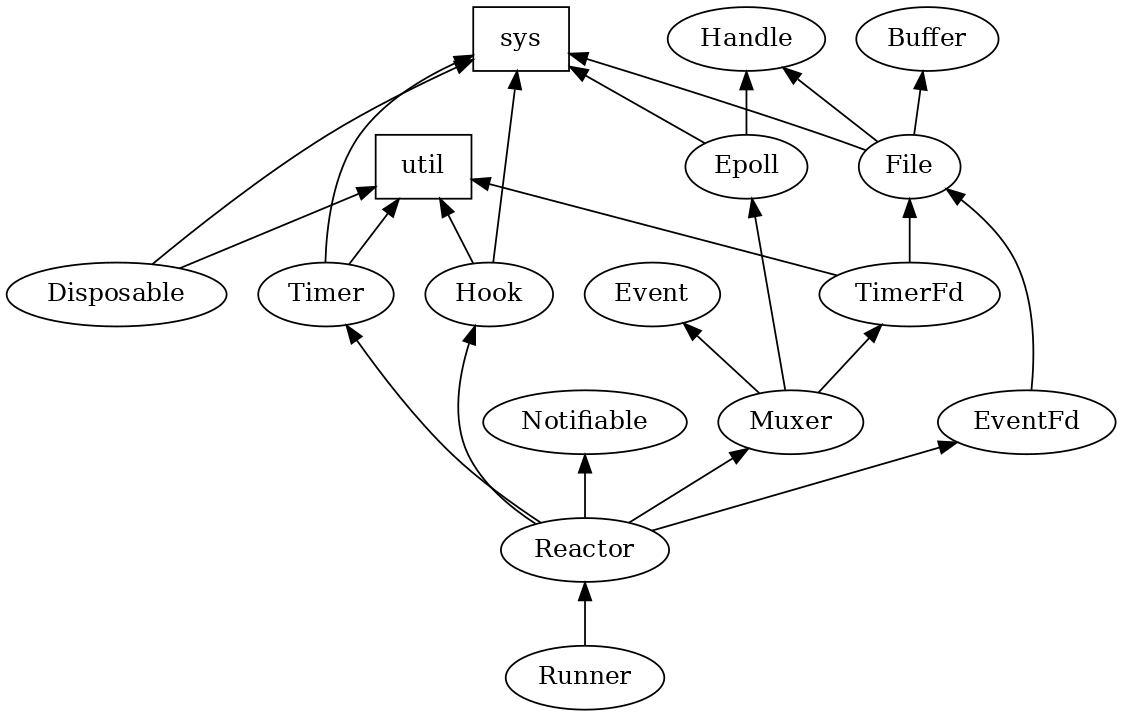 sys
Handle
Buffer
util
Epoll
File
Disposable
Timer
Hook
Event
TimerFd
Notifiable
Muxer
EventFd
Reactor
Runner